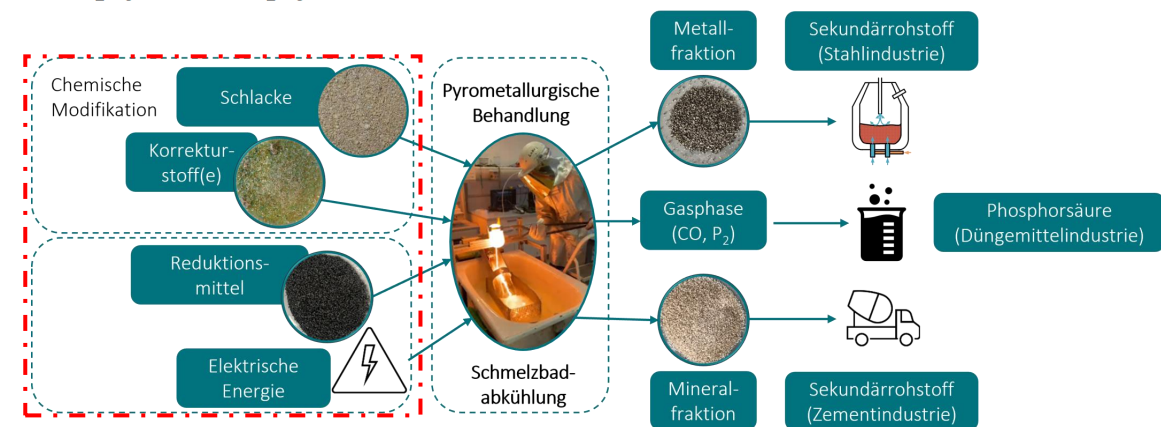 Chemische
Modifikation
Schlacke
Korrektur-
stoff(e)
Reduktions-
mittel
Elektrische
Energie
Pyrometallurgische
Behandlung
Schmelzbad-
abkühlung
Metall-
fraktion
Sekundärrohstoff
(Stahlindustrie)
Gasphase
(CO, P₂)
Phosphorsäure
(Düngemittelindustrie)
Mineral-
fraktion
Sekundärrohstoff
(Zementindustrie)